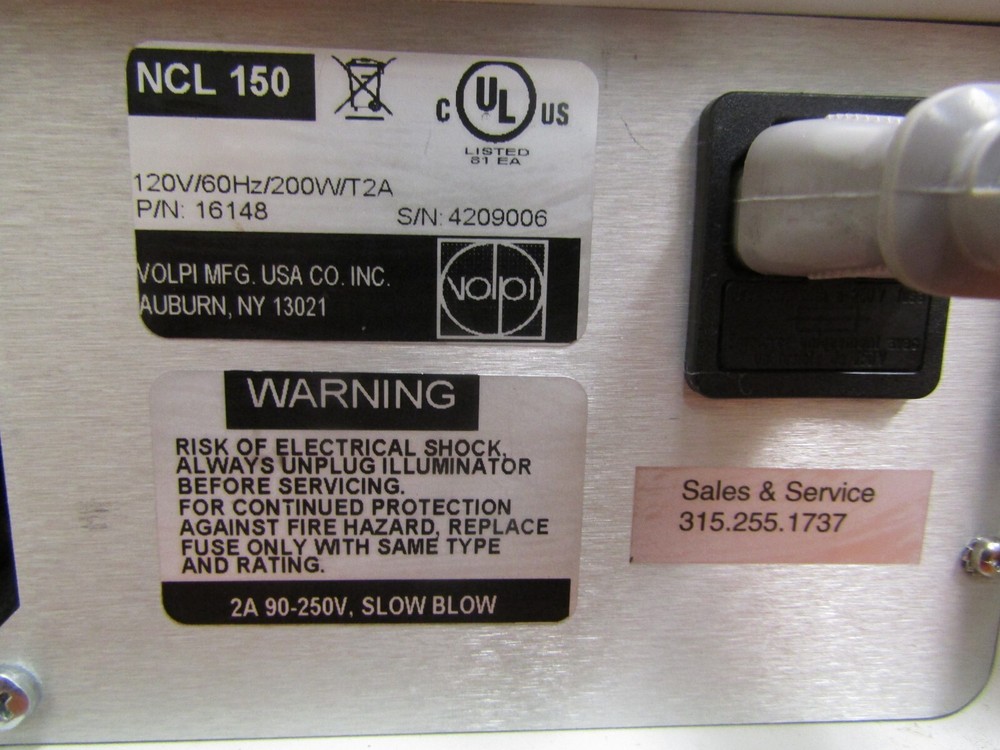 NCL 150
C UL US
LISTED
61 EA
120V/60Hz/200W/T2A
P/N: 16148
S/N: 4209006
VOLPI MFG. USA CO. INC.
AUBURN, NY 13021
volpi
WARNING
RISK OF ELECTRICAL SHOCK,
ALWAYS UNPLUG ILLUMINATOR
BEFORE SERVICING.
FOR CONTINUED PROTECTION
AGAINST FIRE HAZARD, REPLACE
FUSE ONLY WITH SAME TYPE
AND RATING.
2A 90-250V, SLOW BLOW
Sales & Service
315.255.1737